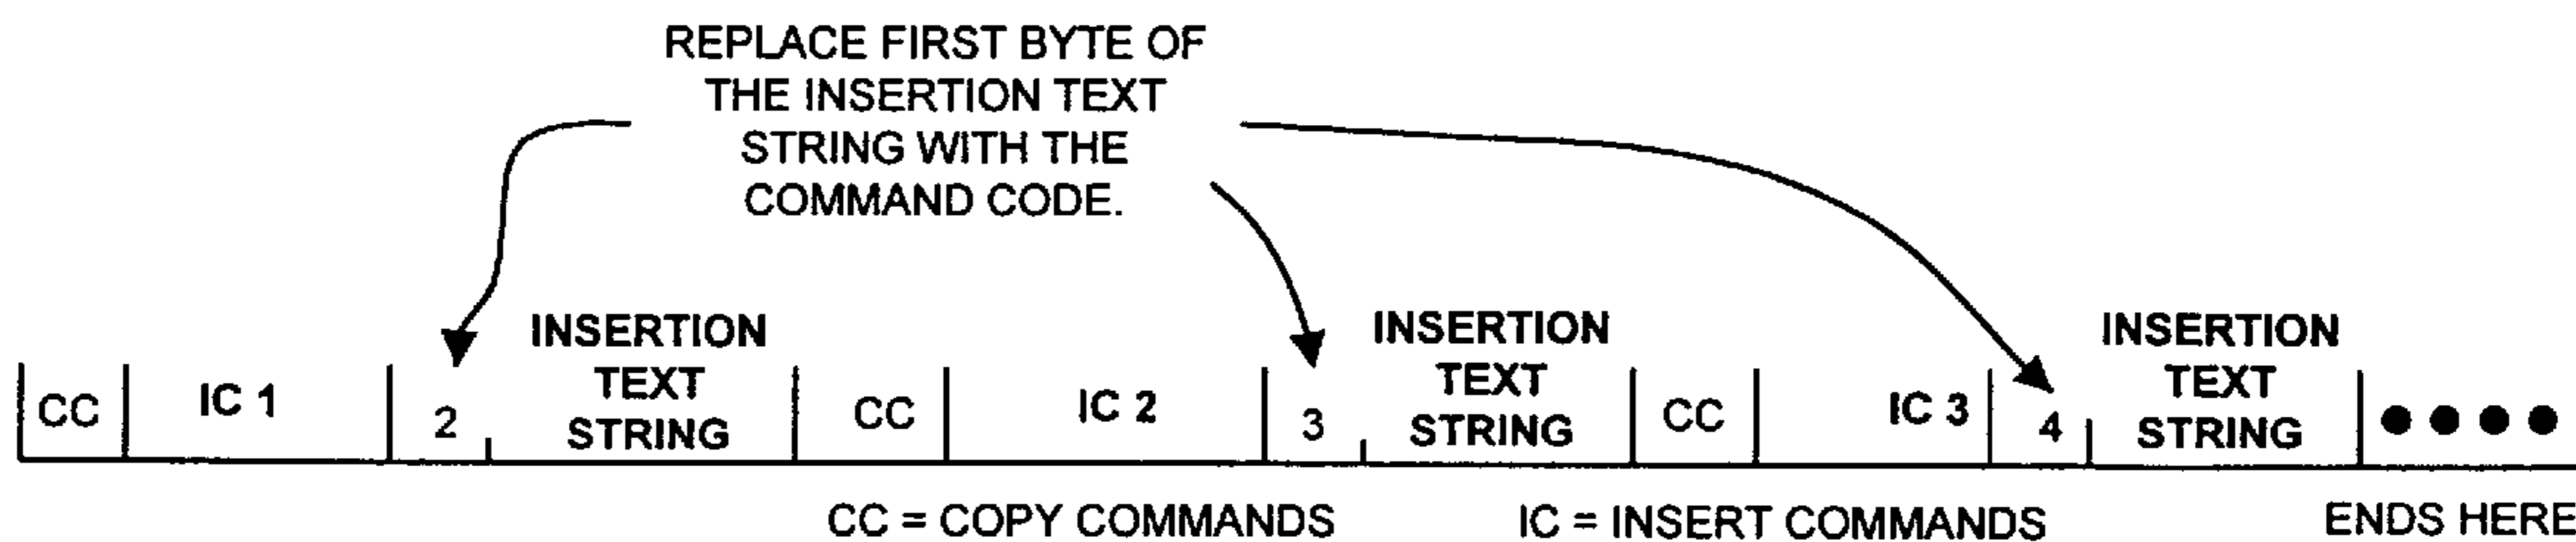 REPLACE FIRST BYTE OF
THE INSERTION TEXT
STRING WITH THE
COMMAND CODE.
CC
IC 1
2
INSERTION
TEXT
STRING
CC
IC 2
3
INSERTION
TEXT
STRING
CC
IC 3
4
INSERTION
TEXT
STRING
CC = COPY COMMANDS
IC = INSERT COMMANDS
ENDS HERE